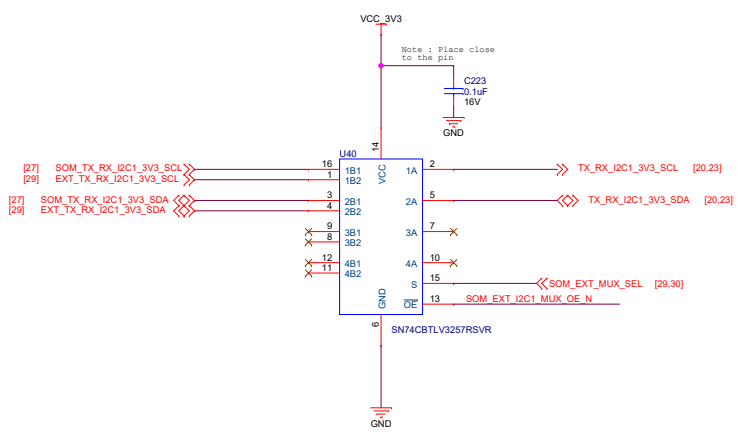 VCC_3V3
Note : Place close
to the pin
C223
0.1uF
16V
GND
U40
14
VCC
[27] SOM_TX_RX_I2C1_3V3_SCL 16 1B1 1A 2 TX_RX_I2C1_3V3_SCL [20,23]
[29] EXT_TX_RX_I2C1_3V3_SCL 1 1B2
[27] SOM_TX_RX_I2C1_3V3_SDA 3 2B1 2A 5 TX_RX_I2C1_3V3_SDA [20,23]
[29] EXT_TX_RX_I2C1_3V3_SDA 4 2B2
9 3B1 3A 7
8 3B2
12 4B1 4A 10
11 4B2
S 15 SOM_EXT_MUX_SEL [29,30]
GND OE 13 SOM_EXT_I2C1_MUX_OE_N
6
SN74CBTLV3257RSVR
GND